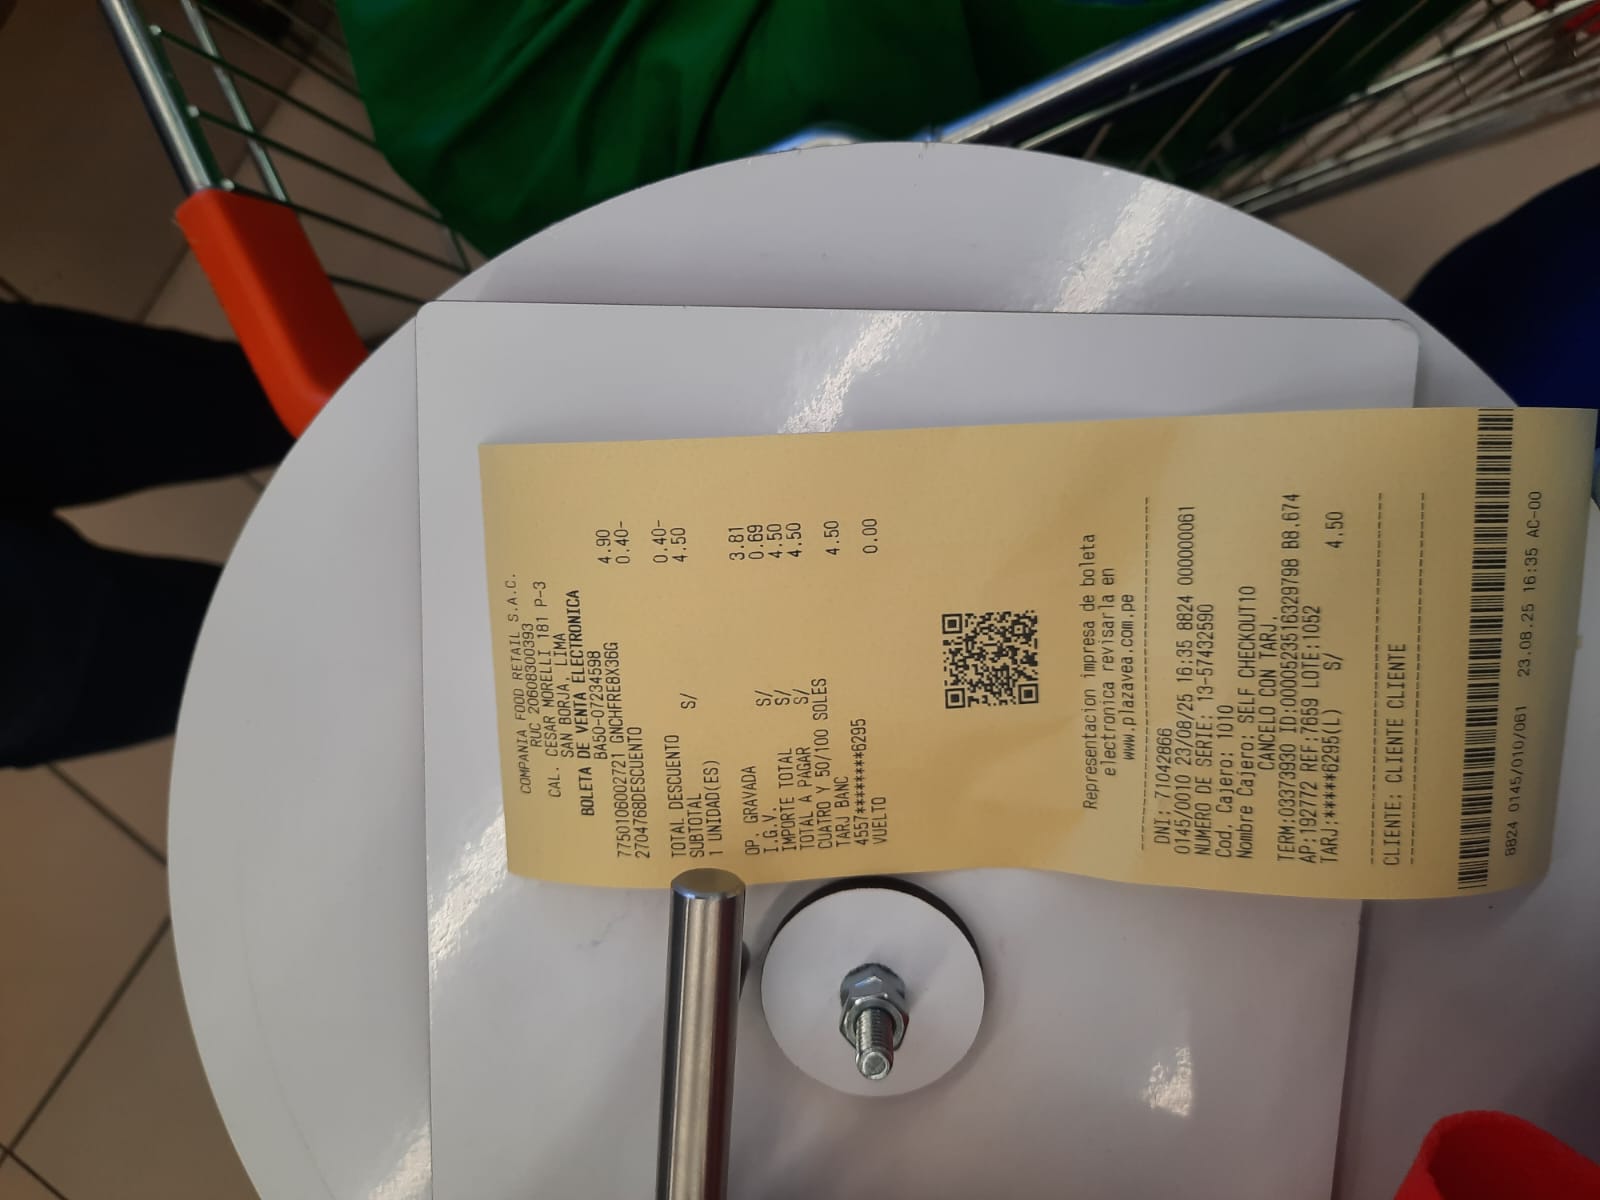 COMPANIA FOOD RETAIL S.A.C.
RUC 20608300393
CAL. CESAR MORELLI 181 P-3
SAN BORJA, LIMA
BOLETA DE VENTA ELECTRONICA
BA50-07234598
7750106002721 GNCHFRE8X36G 4.90
2704768DESCUENTO 0.40-
TOTAL DESCUENTO 0.40-
SUBTOTAL S/ 4.50
1 UNIDAD(ES)
OP. GRAVADA 3.81
I.G.V. S/ 0.69
IMPORTE TOTAL S/ 4.50
TOTAL A PAGAR S/ 4.50
CUATRO Y 50/100 SOLES
TARJ BANC 4.50
4557********6295
VUELTO 0.00
Representacion impresa de boleta
electronica revisarla en
www.plazavea.com.pe
DNI: 71042866
0145/0010 23/08/25 16:35 8824 000000061
NUMERO DE SERIE: 13-57432590
Cod. Cajero: 1010
Nombre Cajero: SELF CHECKOUT10
CANCELO CON TARJ.
TERM:03373930 ID:0000523516329798 B8.674
AP:192772 REF:7659 LOTE:1052
TARJ:*****6295(L) S/ 4.50
CLIENTE: CLIENTE CLIENTE
8824 0145/010/061 23.08.25 16:35 AC-00